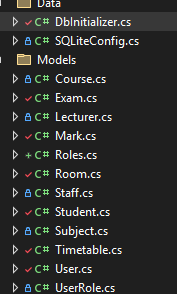 Data
C# DbInitializer.cs
C# SQLiteConfig.cs
Models
C# Course.cs
C# Exam.cs
C# Lecturer.cs
C# Mark.cs
+ C# Roles.cs
C# Room.cs
C# Staff.cs
C# Student.cs
C# Subject.cs
C# Timetable.cs
C# User.cs
C# UserRole.cs